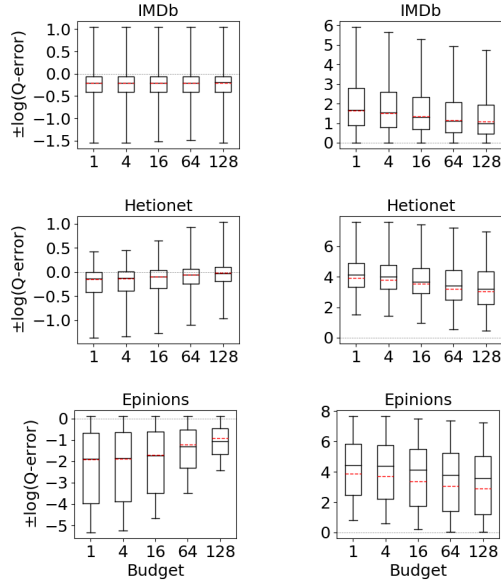 IMDb
±log(Q-error)
1.0
0.5
0.0
−0.5
−1.0
−1.5
1 4 16 64 128
IMDb
6
5
4
3
2
1
0
1 4 16 64 128
Hetionet
±log(Q-error)
1.0
0.5
0.0
−0.5
−1.0
1 4 16 64 128
Hetionet
6
4
2
0
1 4 16 64 128
Epinions
±log(Q-error)
0
−1
−2
−3
−4
−5
1 4 16 64 128
Budget
Epinions
8
6
4
2
0
1 4 16 64 128
Budget